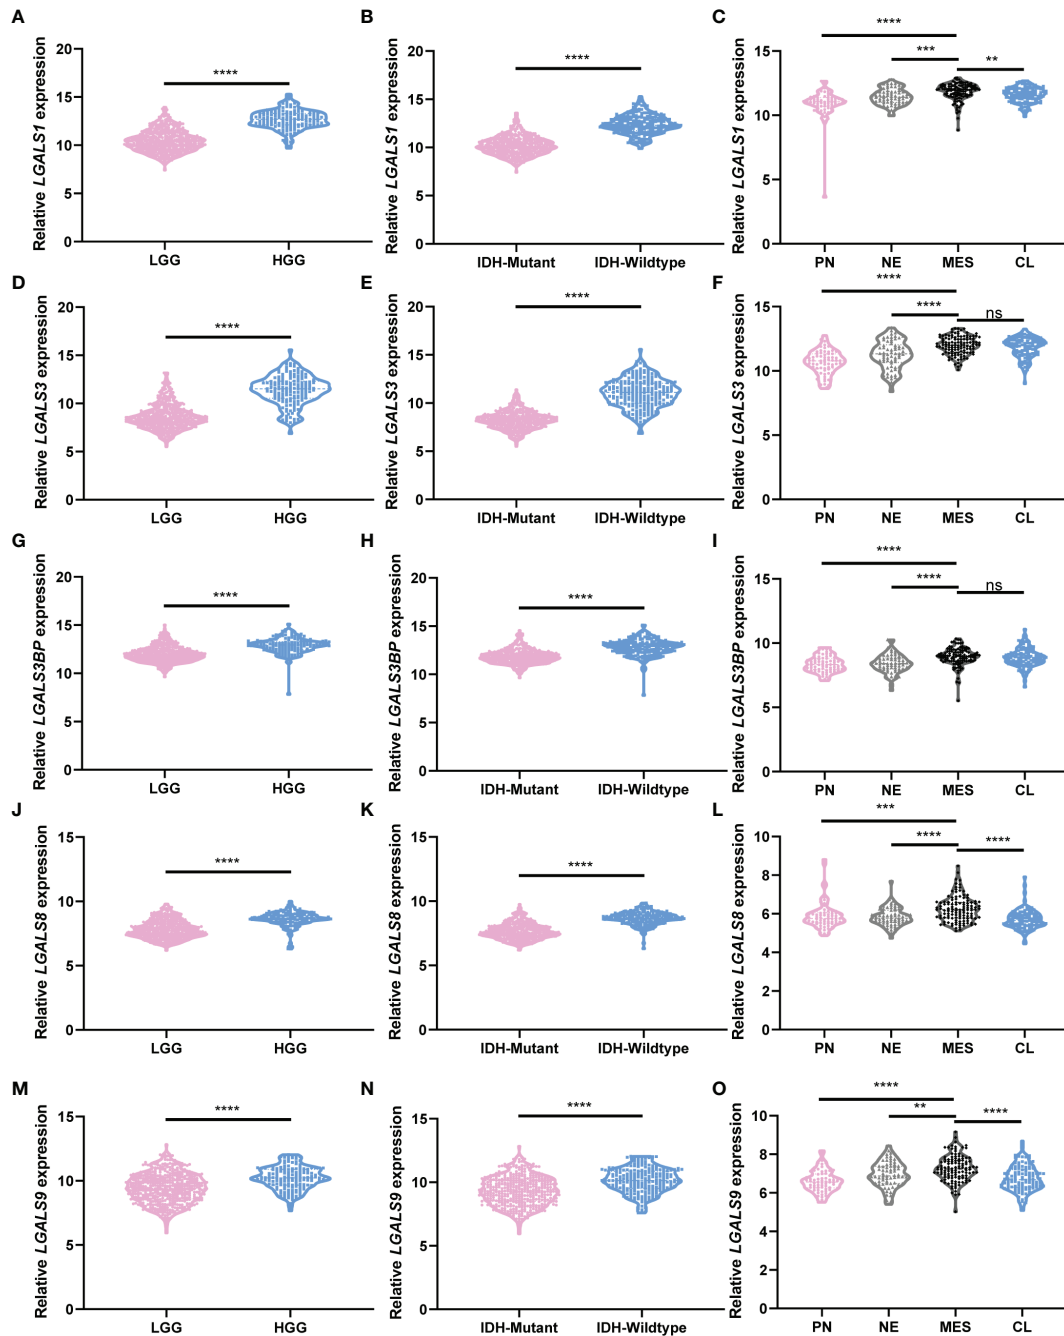 A
Relative LGALS1 expression
20
15
10
5
0
****
LGG
HGG
B
Relative LGALS1 expression
20
15
10
5
0
****
IDH-Mutant
IDH-Wildtype
C
Relative LGALS1 expression
15
10
5
0
****
***
**
PN
NE
MES
CL
D
Relative LGALS3 expression
20
15
10
5
0
****
LGG
HGG
E
Relative LGALS3 expression
20
15
10
5
0
****
IDH-Mutant
IDH-Wildtype
F
Relative LGALS3 expression
15
10
5
0
****
****
ns
PN
NE
MES
CL
G
Relative LGALS3BP expression
20
15
10
5
0
****
LGG
HGG
H
Relative LGALS3BP expression
20
15
10
5
0
****
IDH-Mutant
IDH-Wildtype
I
Relative LGALS3BP expression
15
10
5
0
****
****
ns
PN
NE
MES
CL
J
Relative LGALS8 expression
15
10
5
0
****
LGG
HGG
K
Relative LGALS8 expression
15
10
5
0
****
IDH-Mutant
IDH-Wildtype
L
Relative LGALS8 expression
10
8
6
4
2
0
***
****
****
PN
NE
MES
CL
M
Relative LGALS9 expression
15
10
5
0
****
LGG
HGG
N
Relative LGALS9 expression
15
10
5
0
****
IDH-Mutant
IDH-Wildtype
O
Relative LGALS9 expression
10
8
6
4
2
0
****
**
****
PN
NE
MES
CL